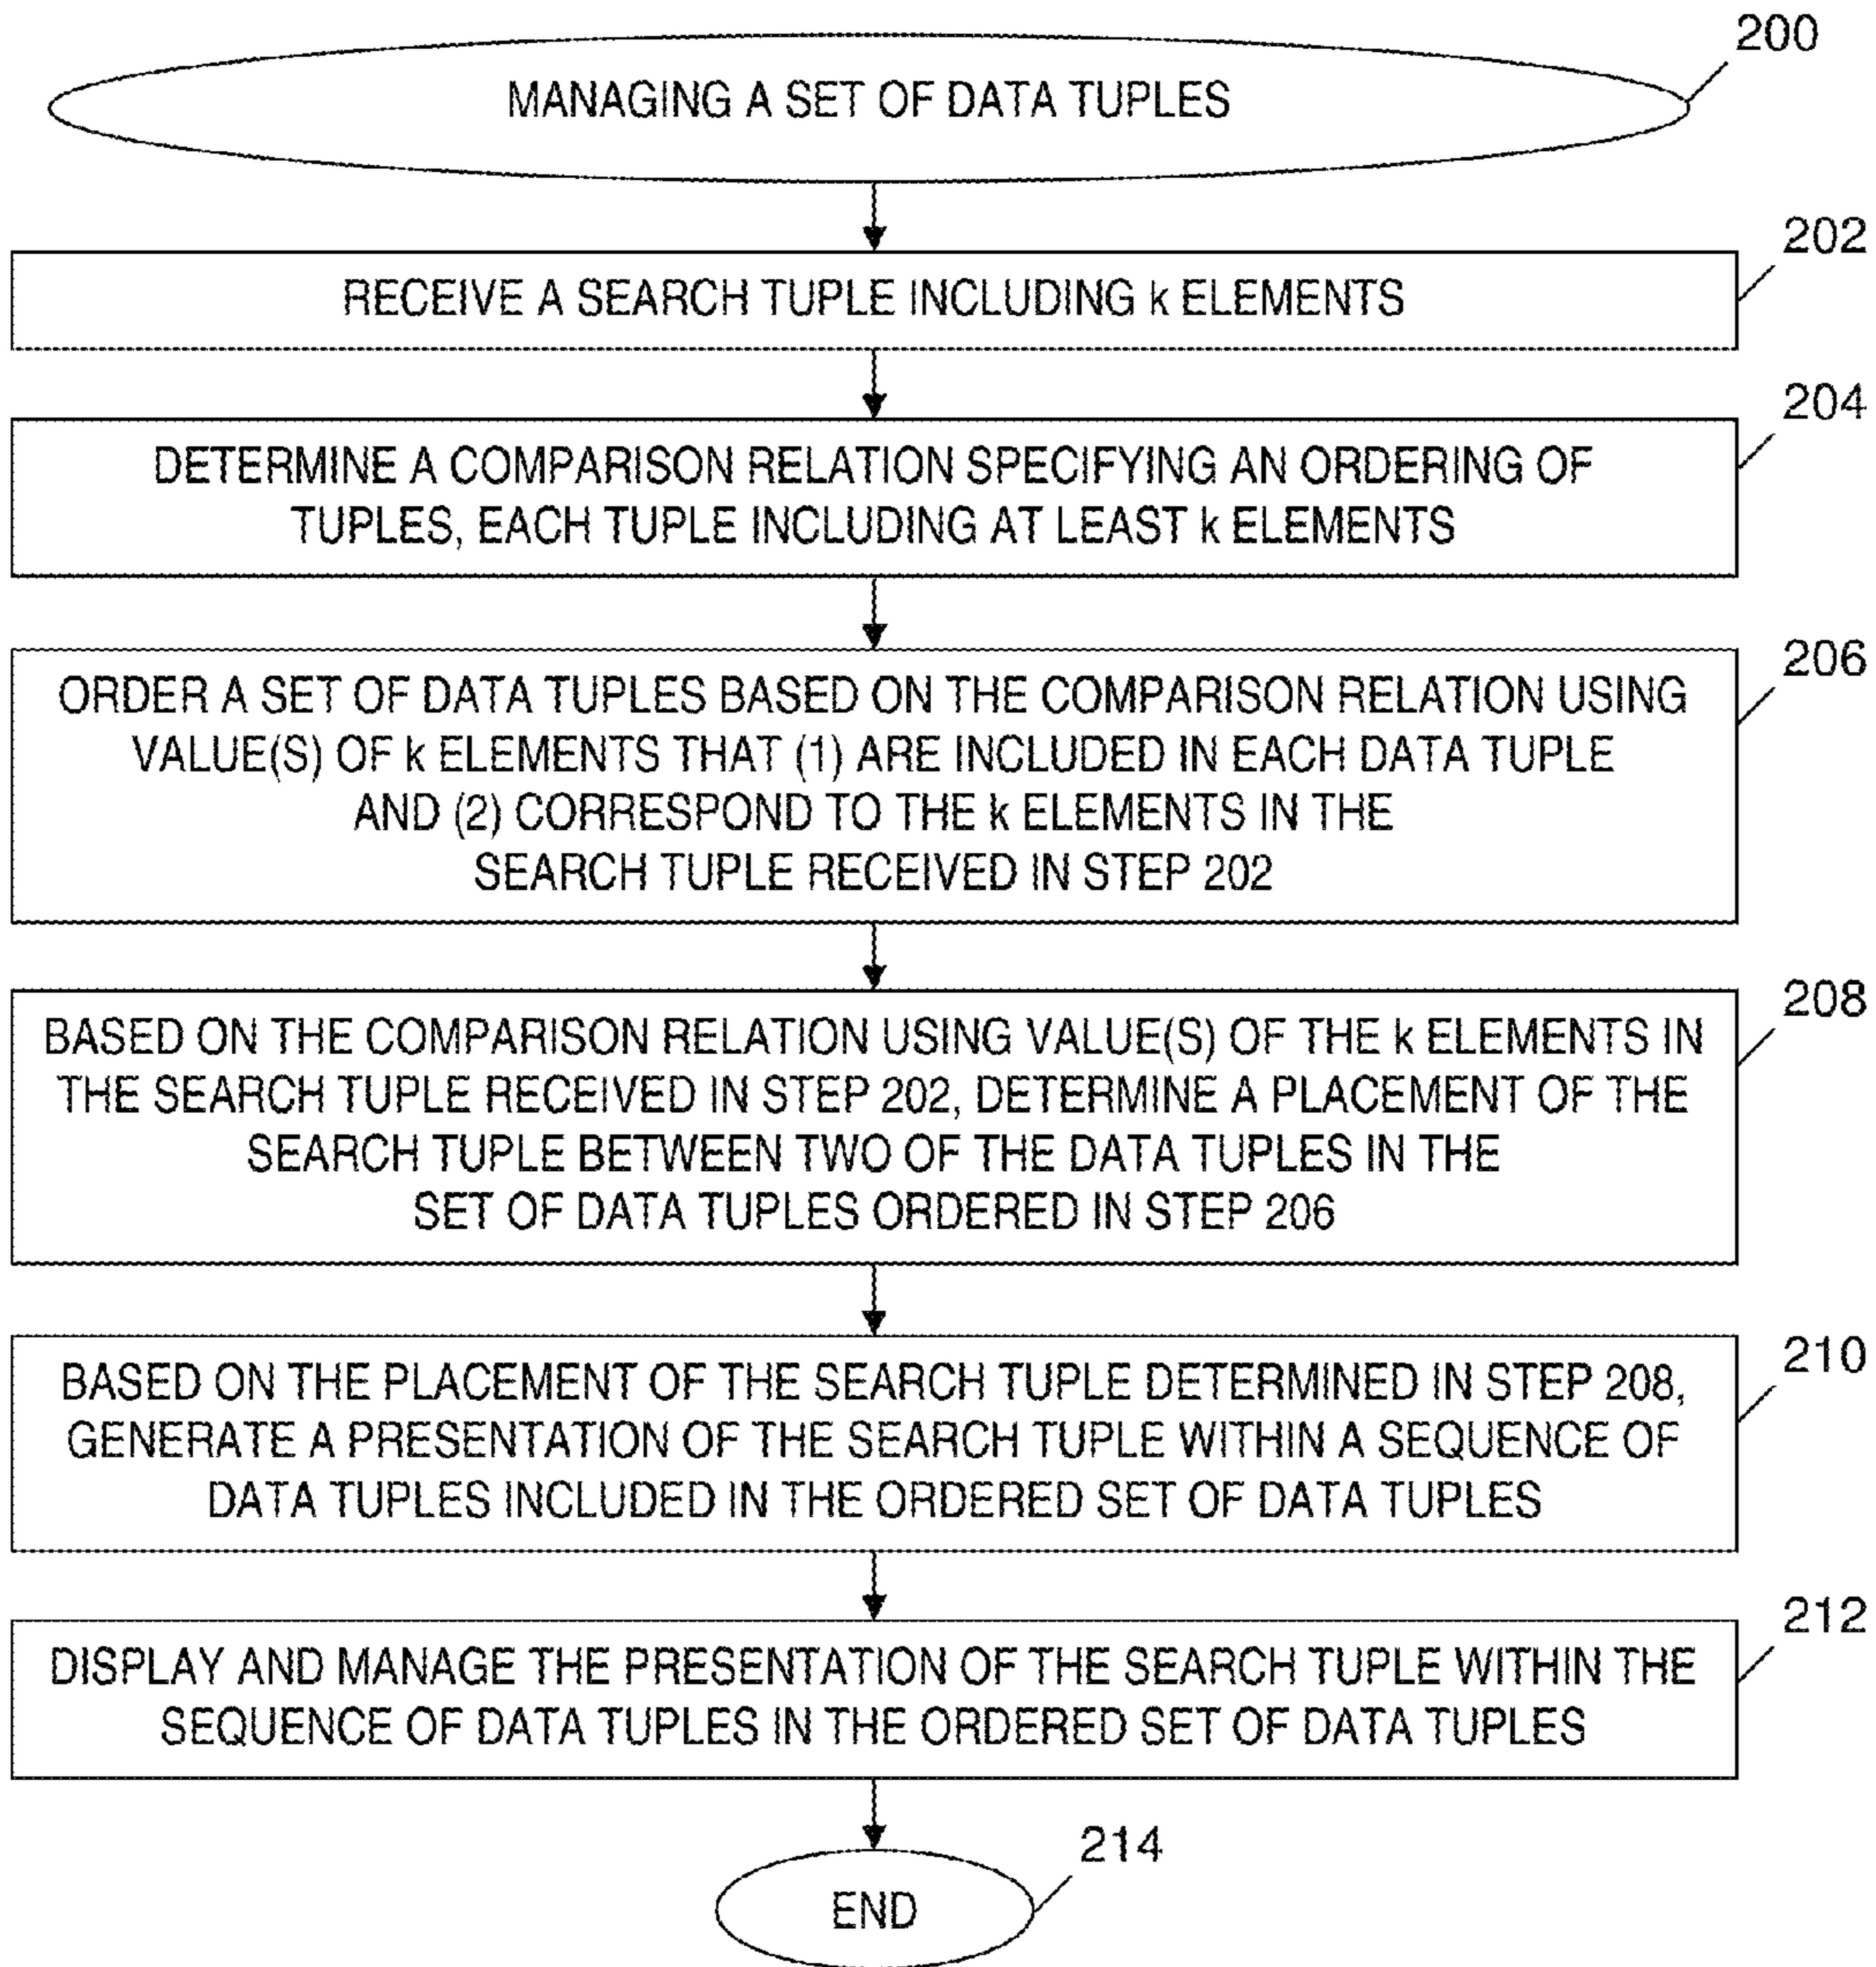 200
MANAGING A SET OF DATA TUPLES
202
RECEIVE A SEARCH TUPLE INCLUDING k ELEMENTS
204
DETERMINE A COMPARISON RELATION SPECIFYING AN ORDERING OF
TUPLES, EACH TUPLE INCLUDING AT LEAST k ELEMENTS
206
ORDER A SET OF DATA TUPLES BASED ON THE COMPARISON RELATION USING
VALUE(S) OF k ELEMENTS THAT (1) ARE INCLUDED IN EACH DATA TUPLE
AND (2) CORRESPOND TO THE k ELEMENTS IN THE
SEARCH TUPLE RECEIVED IN STEP 202
208
BASED ON THE COMPARISON RELATION USING VALUE(S) OF THE k ELEMENTS IN
THE SEARCH TUPLE RECEIVED IN STEP 202, DETERMINE A PLACEMENT OF THE
SEARCH TUPLE BETWEEN TWO OF THE DATA TUPLES IN THE
SET OF DATA TUPLES ORDERED IN STEP 206
210
BASED ON THE PLACEMENT OF THE SEARCH TUPLE DETERMINED IN STEP 208,
GENERATE A PRESENTATION OF THE SEARCH TUPLE WITHIN A SEQUENCE OF
DATA TUPLES INCLUDED IN THE ORDERED SET OF DATA TUPLES
212
DISPLAY AND MANAGE THE PRESENTATION OF THE SEARCH TUPLE WITHIN THE
SEQUENCE OF DATA TUPLES IN THE ORDERED SET OF DATA TUPLES
214
END